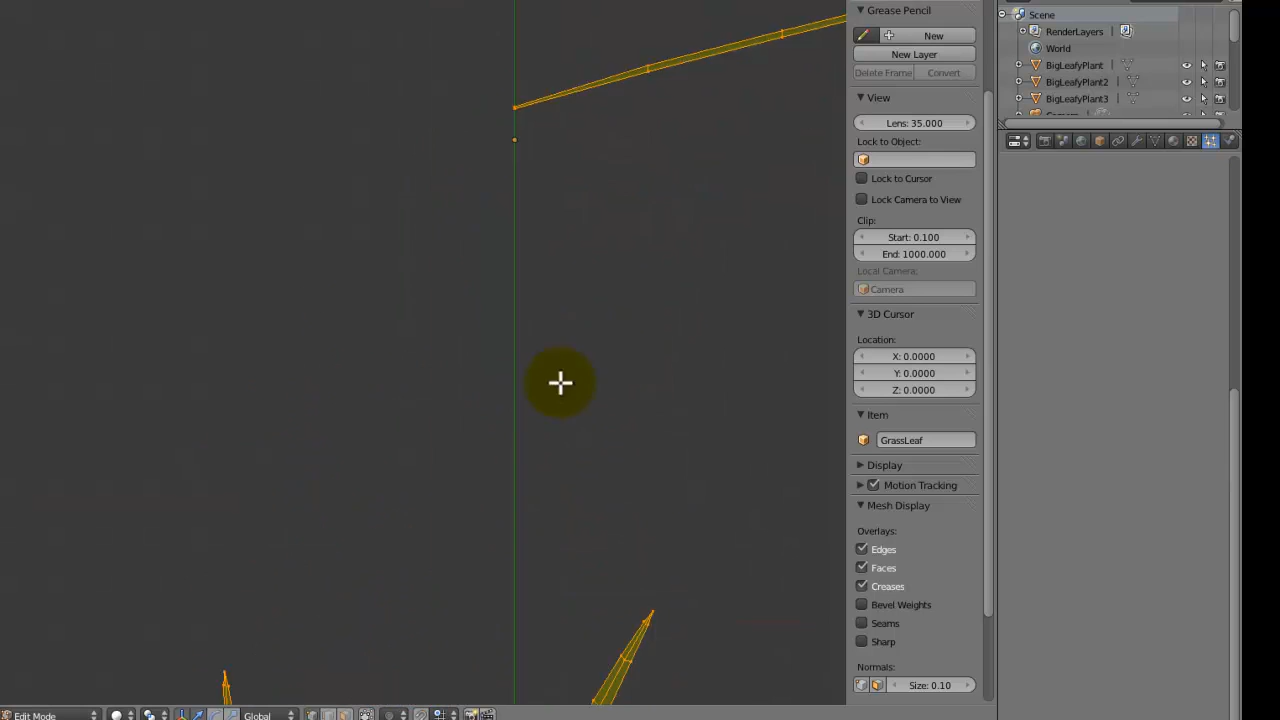 Grease Pencil
New
New Layer
Delete Frame Convert
View
Lens: 35.000
Lock to Object:
Lock to Cursor
Lock Camera to View
Clip:
Start: 0.100
End: 1000.000
Local Camera:
Camera
3D Cursor
Location:
X: 0.0000
Y: 0.0000
Z: 0.0000
Item
GrassLeaf
Display
Motion Tracking
Mesh Display
Overlays:
Edges
Faces
Creases
Bevel Weights
Seams
Sharp
Normals:
Size: 0.10
Scene
RenderLayers
World
BigLeafyPlant
BigLeafyPlant2
BigLeafyPlant3
Edit Mode
Global